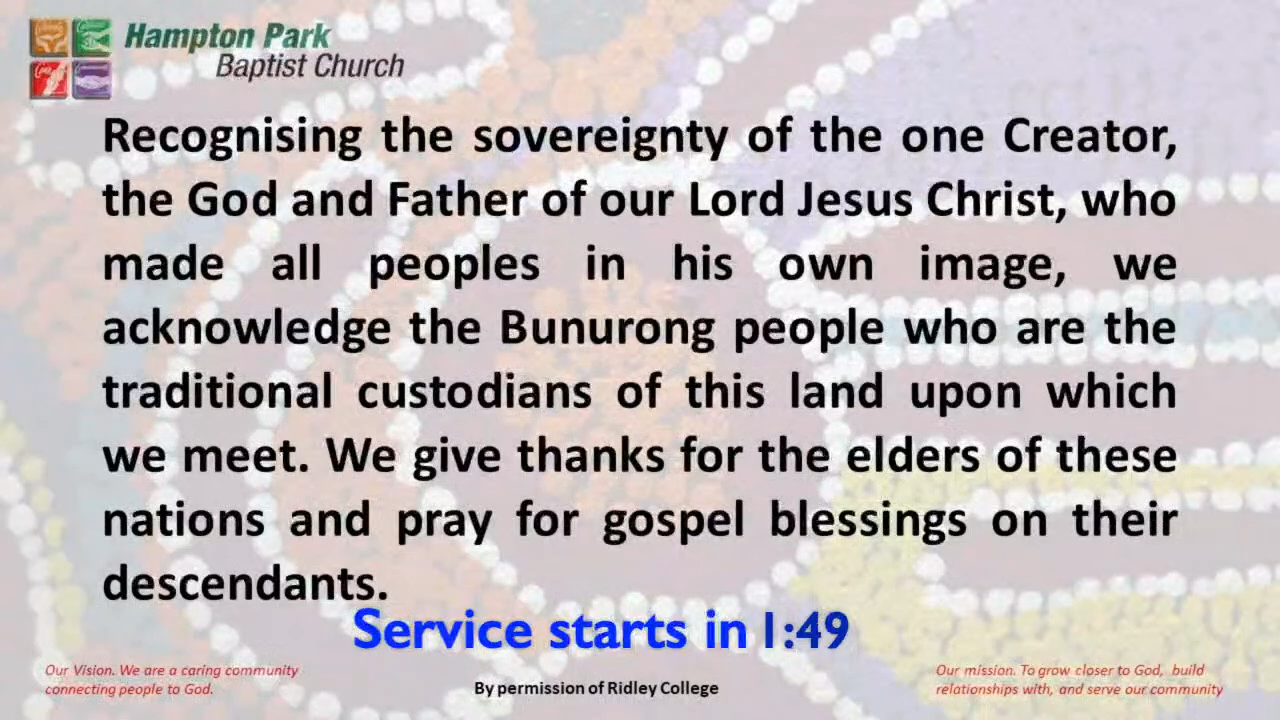 Hampton Park
Baptist Church
Recognising the sovereignty of the one Creator,
the God and Father of our Lord Jesus Christ, who
made all peoples in his own image, we
acknowledge the Bunurong people who are the
traditional custodians of this land upon which
we meet. We give thanks for the elders of these
nations and pray for gospel blessings on their
descendants.
Service starts in 1:49
Our Vision. We are a caring community
connecting people to God.
By permission of Ridley College
Our mission. To grow closer to God, build
relationships with, and serve our community